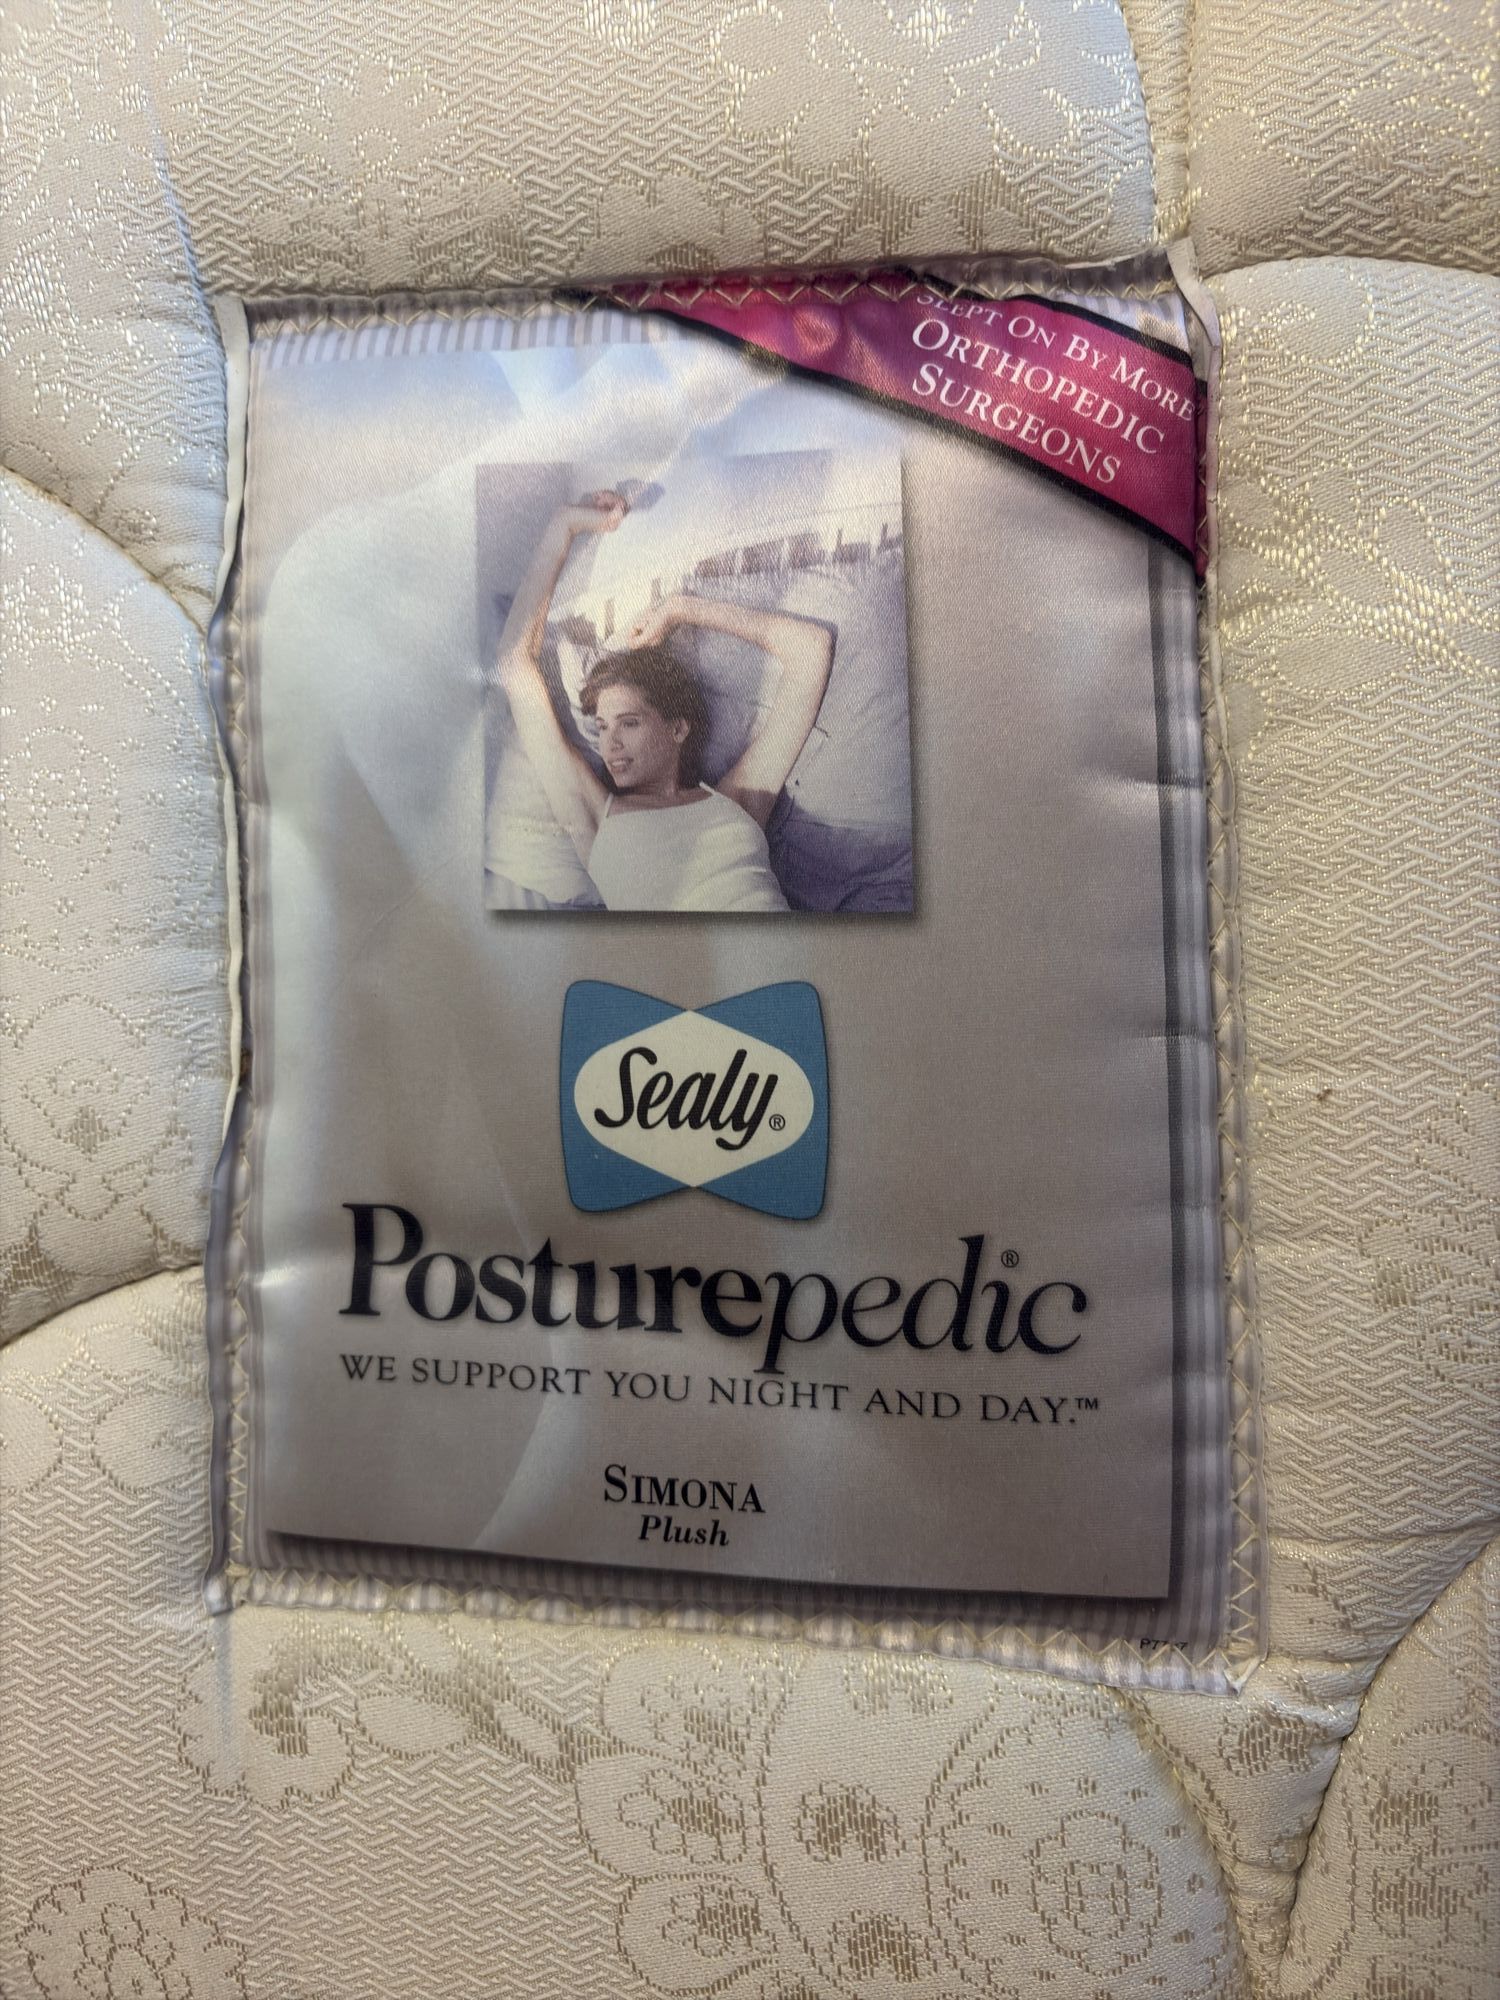 SLEPT ON BY MORE
ORTHOPEDIC
SURGEONS
Sealy®
Posturepedic®
WE SUPPORT YOU NIGHT AND DAY.™
SIMONA
Plush